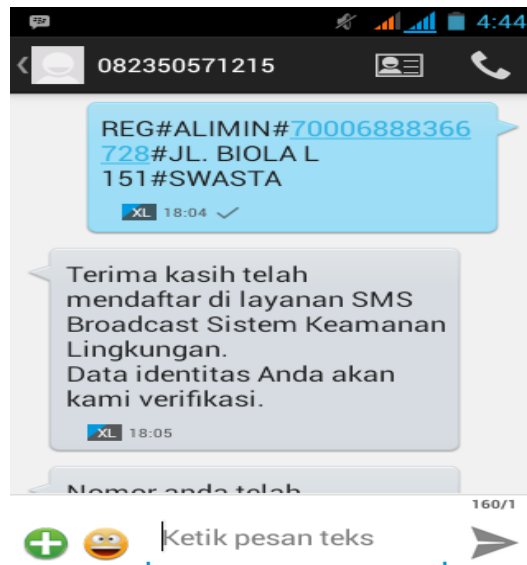 4:44
082350571215
REG#ALIMIN#70006888366
728#JL. BIOLA L
151#SWASTA
XL 18:04
Terima kasih telah
mendaftar di layanan SMS
Broadcast Sistem Keamanan
Lingkungan.
Data identitas Anda akan
kami verifikasi.
XL 18:05
Nomor anda telah
160/1
Ketik pesan teks